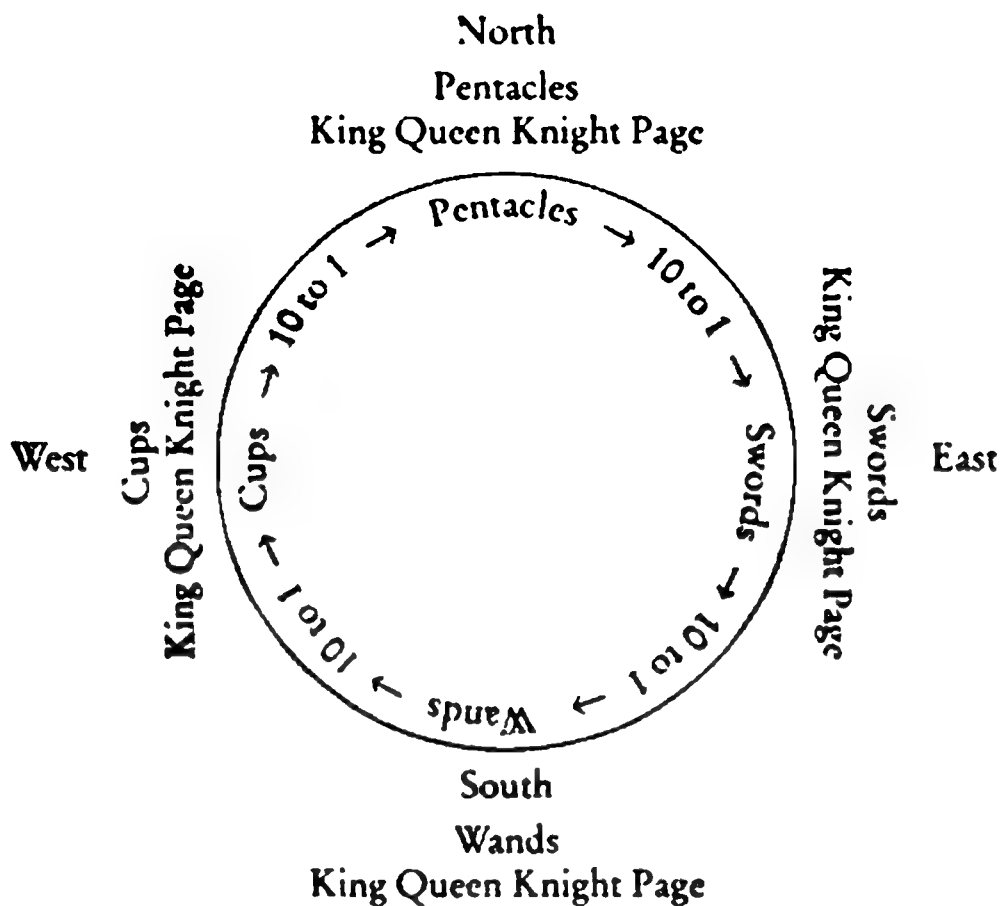 North
Pentacles
King Queen Knight Page
Pentacles → 10 to 1 →
Swords → 10 to 1 →
Wands → 10 to 1 →
Cups → 10 to 1 →
West
Cups
King Queen Knight Page
King Queen Knight Page
Swords
East
South
Wands
King Queen Knight Page